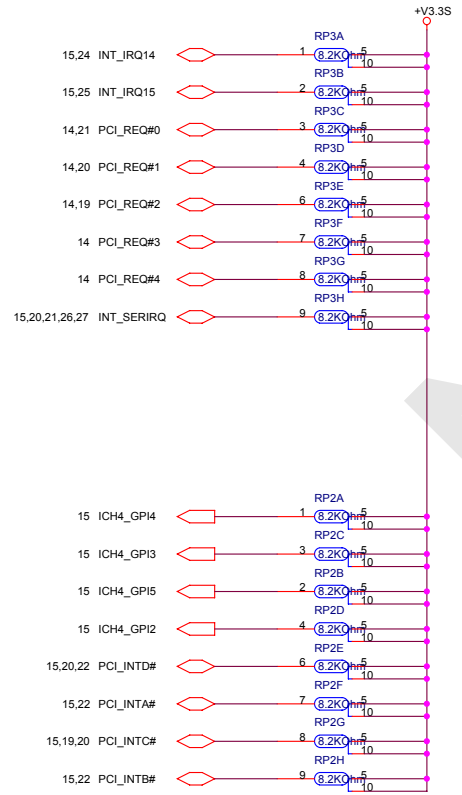 +V3.3S
RP3A
15,24 INT_IRQ14 1 8.2KOhm 5
10
RP3B
15,25 INT_IRQ15 2 8.2KOhm 5
10
RP3C
14,21 PCI_REQ#0 3 8.2KOhm 5
10
RP3D
14,20 PCI_REQ#1 4 8.2KOhm 5
10
RP3E
14,19 PCI_REQ#2 6 8.2KOhm 5
10
RP3F
14 PCI_REQ#3 7 8.2KOhm 5
10
RP3G
14 PCI_REQ#4 8 8.2KOhm 5
10
RP3H
15,20,21,26,27 INT_SERIRQ 9 8.2KOhm 5
10
RP2A
15 ICH4_GPI4 1 8.2KOhm 5
10
RP2C
15 ICH4_GPI3 3 8.2KOhm 5
10
RP2B
15 ICH4_GPI5 2 8.2KOhm 5
10
RP2D
15 ICH4_GPI2 4 8.2KOhm 5
10
RP2E
15,20,22 PCI_INTD# 6 8.2KOhm 5
10
RP2F
15,22 PCI_INTA# 7 8.2KOhm 5
10
RP2G
15,19,20 PCI_INTC# 8 8.2KOhm 5
10
RP2H
15,22 PCI_INTB# 9 8.2KOhm 5
10